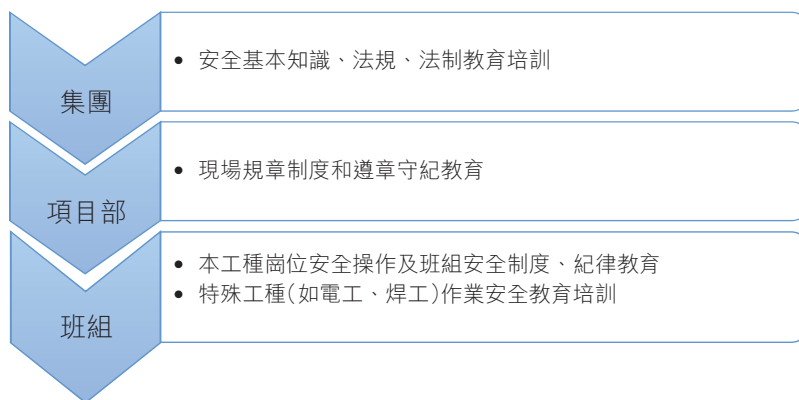 集團
• 安全基本知識、法規、法制教育培訓
項目部
• 現場規章制度和遵章守紀教育
班組
• 本工種崗位安全操作及班組安全制度、紀律教育
• 特殊工種(如電工、焊工)作業安全教育培訓